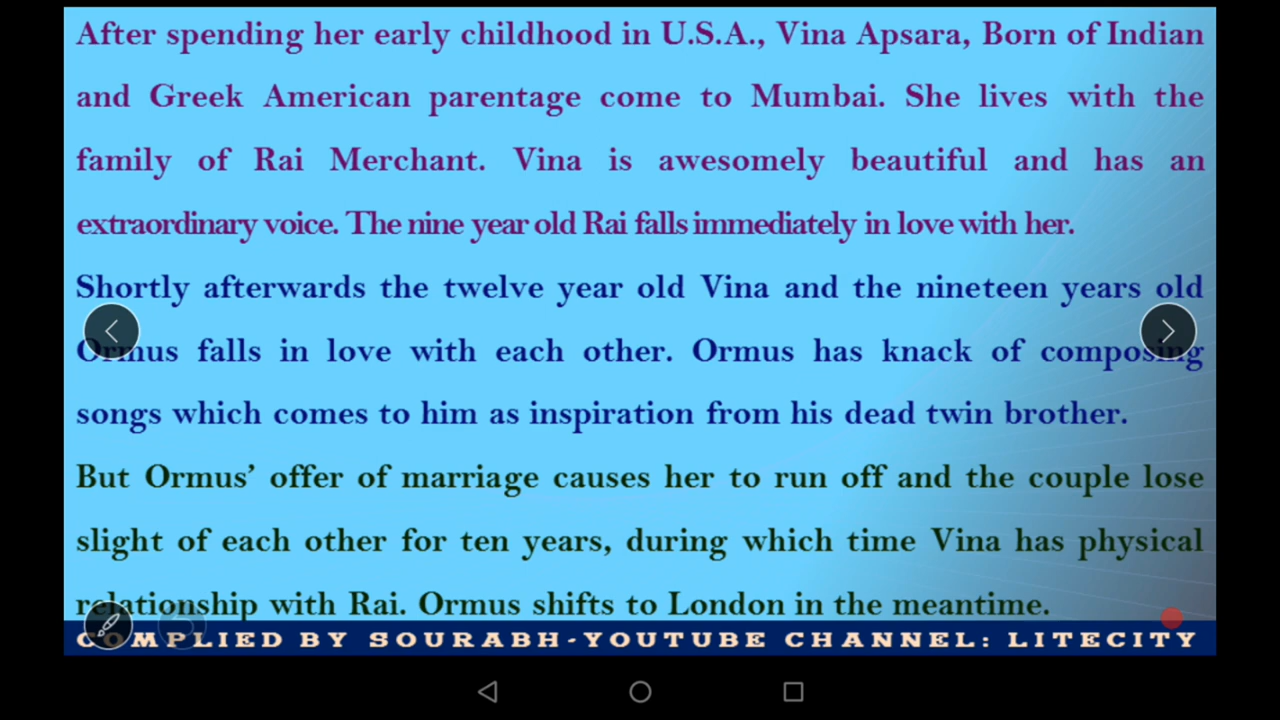 After spending her early childhood in U.S.A., Vina Apsara, Born of Indian
and Greek American parentage come to Mumbai. She lives with the
family of Rai Merchant. Vina is awesomely beautiful and has an
extraordinary voice. The nine year old Rai falls immediately in love with her.
Shortly afterwards the twelve year old Vina and the nineteen years old
Ormus falls in love with each other. Ormus has knack of composing
songs which comes to him as inspiration from his dead twin brother.
But Ormus’ offer of marriage causes her to run off and the couple lose
slight of each other for ten years, during which time Vina has physical
relationship with Rai. Ormus shifts to London in the meantime.
COMPLIED BY SOURABH-YOUTUBE CHANNEL: LITECITY